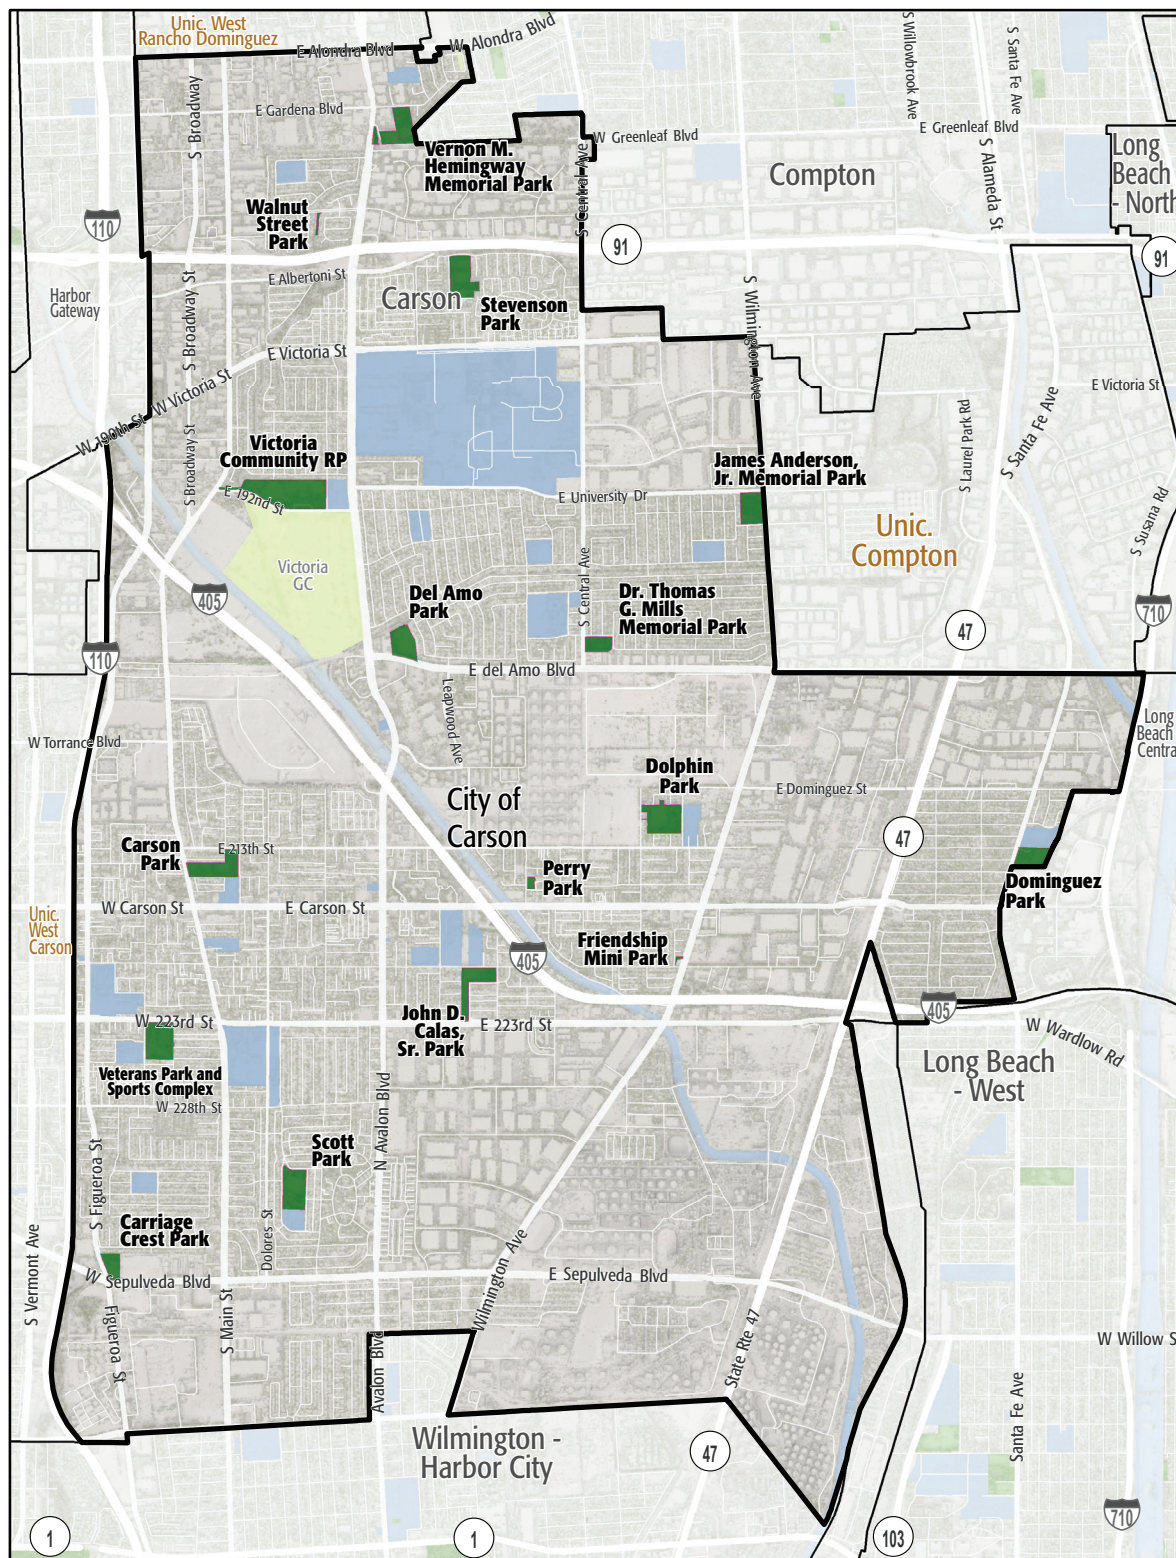 Unic. West
Rancho Dominguez
E Alondra Blvd
W Alondra Blvd
S Willowbrook Ave
S Santa Fe Ave
S Broadway
E Gardena Blvd
W Greenleaf Blvd
E Greenleaf Blvd
S Alameda St
Long
Beach
- North
Vernon M.
Hemingway
Memorial Park
S Central Ave
Compton
Walnut
Street
Park
110
91
91
Harbor
Gateway
S Broadway St
E Albertoni St
Carson
Stevenson
Park
S Wilmington Ave
E Victoria St
W Victoria St
E Victoria St
W 190th St
S Broadway St
Victoria
Community RP
E 192nd St
James Anderson,
Jr. Memorial Park
E University Dr
S Laurel Park Rd
S Santa Fe Ave
S Susana Rd
Unic.
Compton
Victoria
GC
405
Del Amo
Park
S Central Ave
Dr. Thomas
G. Mills
Memorial Park
47
710
110
E del Amo Blvd
Leapwood Ave
W Torrance Blvd
Long
Beach
Centra
Dolphin
Park
E Dominguez St
City of
Carson
47
Carson
Park
E 213th St
Perry
Park
Dominguez
Park
W Carson St
E Carson St
Unic.
West
Carson
Friendship
Mini Park
405
405
W 223rd St
John D.
Calas,
Sr. Park
E 223rd St
W Wardlow Rd
Long Beach
- West
Veterans Park and
Sports Complex
W 228th St
N Avalon Blvd
Scott
Park
S Figueroa St
Dolores St
Carriage
Crest Park
S Vermont Ave
W Sepulveda Blvd
E Sepulveda Blvd
Wilmington Ave
Figueroa St
S Main St
Avalon Blvd
State Rte 47
W Willow S
Santa Fe Ave
Wilmington -
Harbor City
47
1
1
103
710